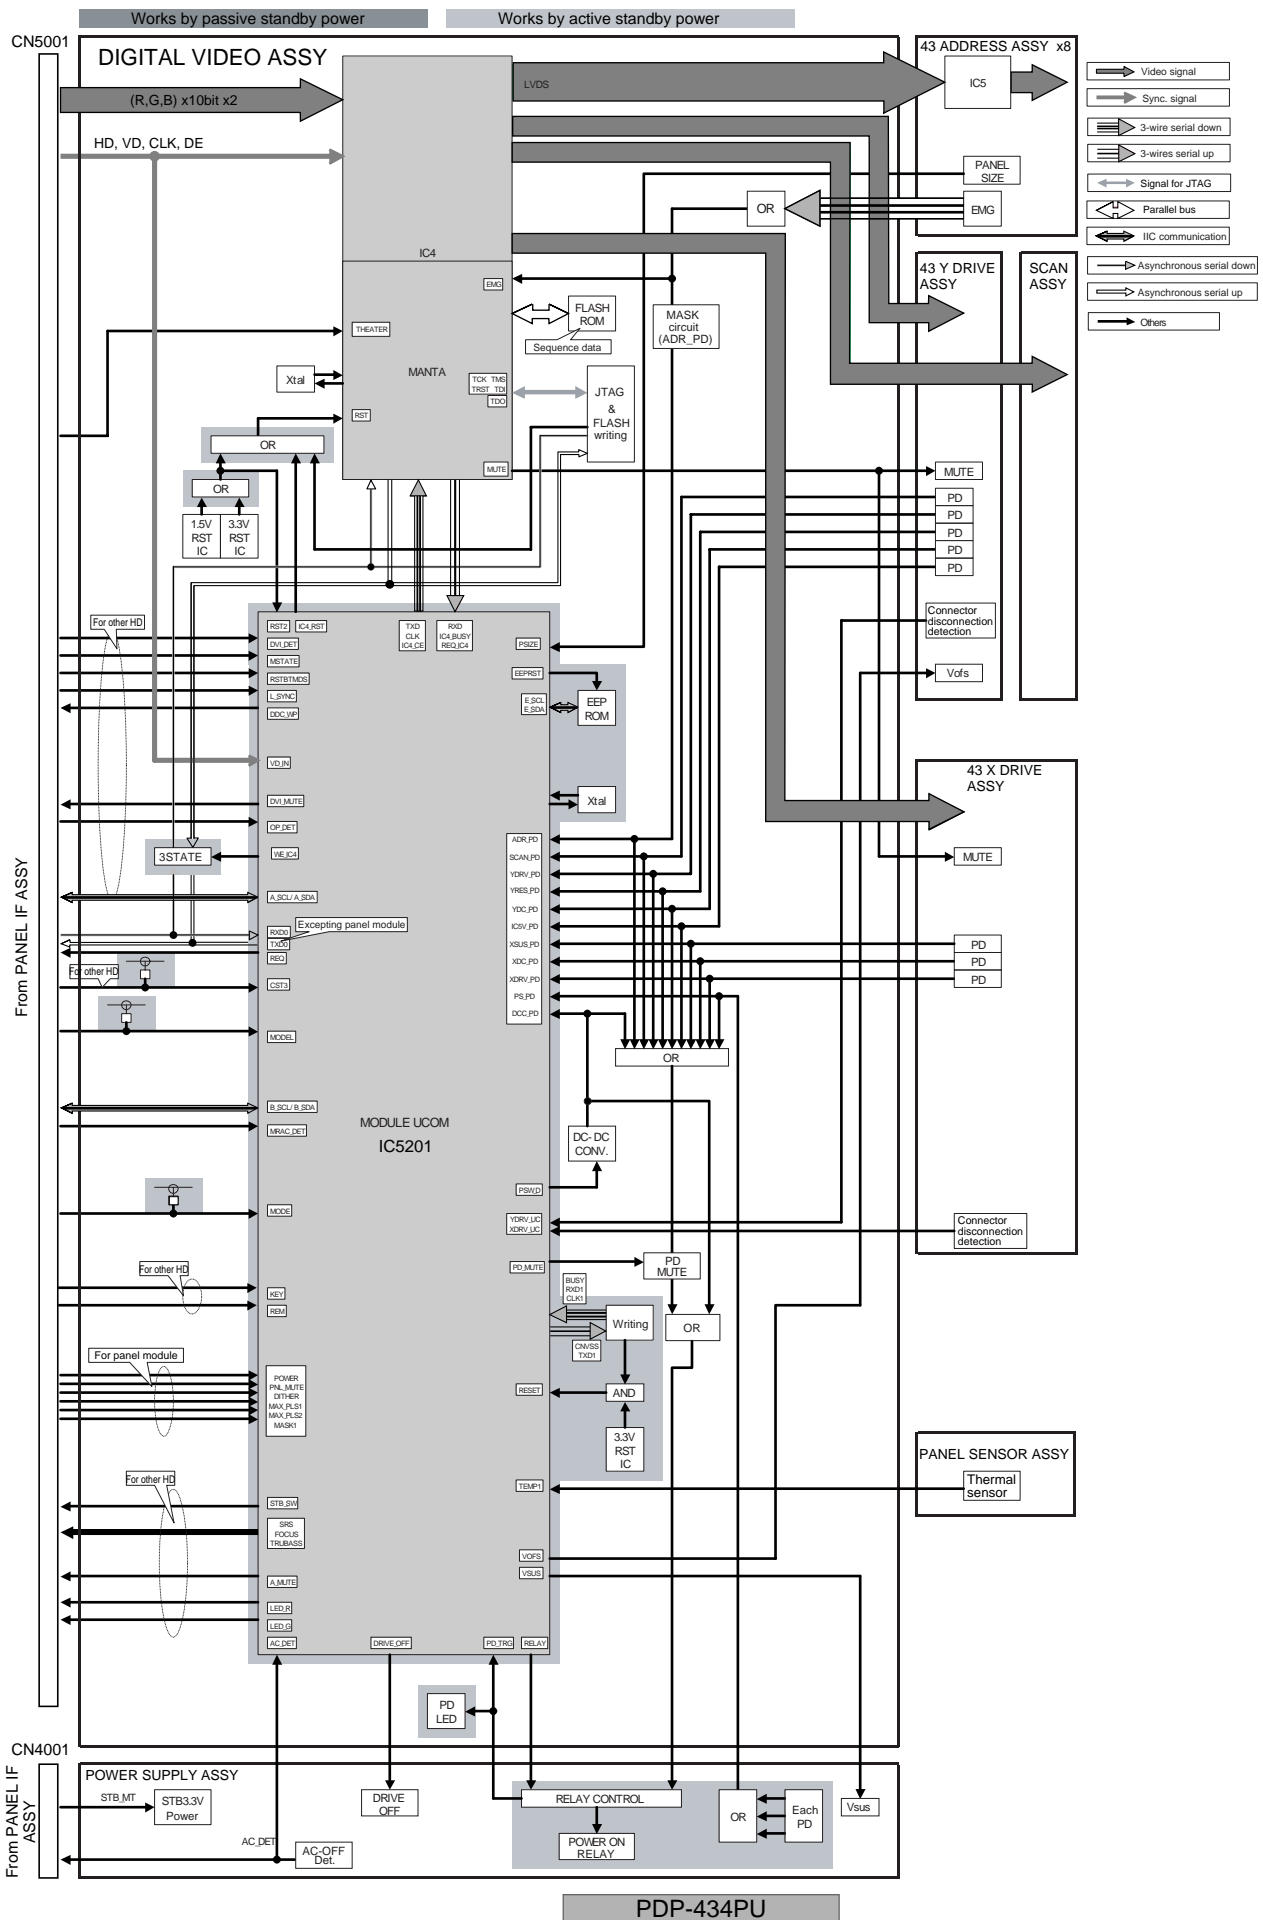 Works by passive standby power
Works by active standby power
CN5001
DIGITAL VIDEO ASSY
43 ADDRESS ASSY x8
IC5
LVDS
(R,G,B) x10bit x2
HD, VD, CLK, DE
Video signal
Sync. signal
3-wire serial down
3-wires serial up
Signal for JTAG
Parallel bus
IIC communication
Asynchronous serial down
Asynchronous serial up
Others
PANEL
SIZE
OR
EMG
IC4
EMG
43 Y DRIVE
ASSY
SCAN
ASSY
FLASH
ROM
Sequence data
MASK
circuit
(ADR_PD)
THEATER
MANTA
Xtal
TCK TMS
TRST TDI
TDO
JTAG
&
FLASH
writing
RST
OR
MUTE
MUTE
OR
1.5V
RST
IC
3.3V
RST
IC
PD
PD
PD
PD
PD
Connector
disconnection
detection
Vofs
For other HD
RST2
IC4_RST
TXD
CLK
IC4_CE
RXD
IC4_BUSY
REQ_IC4
DVI_DET
MSTATE
RSTBTMDS
L_SYNC
DDC_WP
PSIZE
EEPRST
E_SCL
E_SDA
EEP
ROM
VD_IN
DVI_MUTE
OP_DET
Xtal
43 X DRIVE
ASSY
3STATE
WE_IC4
MUTE
ADR_PD
SCAN_PD
YDRV_PD
YRES_PD
YDC_PD
IC5V_PD
XSUS_PD
XDC_PD
XDRV_PD
PS_PD
DCC_PD
A_SCL/ A_SDA
RXD0
TXD0
REQ
Excepting panel module
From PANEL IF ASSY
For other HD
CST3
MODEL
PD
PD
PD
OR
B_SCL/ B_SDA
MRAC_DET
MODULE UCOM
IC5201
DC- DC
CONV.
PSW_D
MODE
YDRV_UC
XDRV_UC
Connector
disconnection
detection
For other HD
KEY
REM
PD_MUTE
PD
MUTE
BUSY
RXD1
CLK1
Writing
CNVSS
TXD1
OR
For panel module
POWER
PNL_MUTE
DITHER
MAX_PLS1
MAX_PLS2
MASK1
RESET
AND
3.3V
RST
IC
PANEL SENSOR ASSY
Thermal
sensor
For other HD
TEMP1
STB_SW
SRS
FOCUS
TRUBASS
A_MUTE
LED_R
LED_G
VOFS
VSUS
AC_DET
DRIVE_OFF
PD_TRG
RELAY
PD
LED
CN4001
From PANEL IF
ASSY
POWER SUPPLY ASSY
STB_MT
STB3.3V
Power
DRIVE
OFF
RELAY CONTROL
POWER ON
RELAY
OR
Each
PD
Vsus
AC_DET
AC-OFF
Det.
PDP-434PU